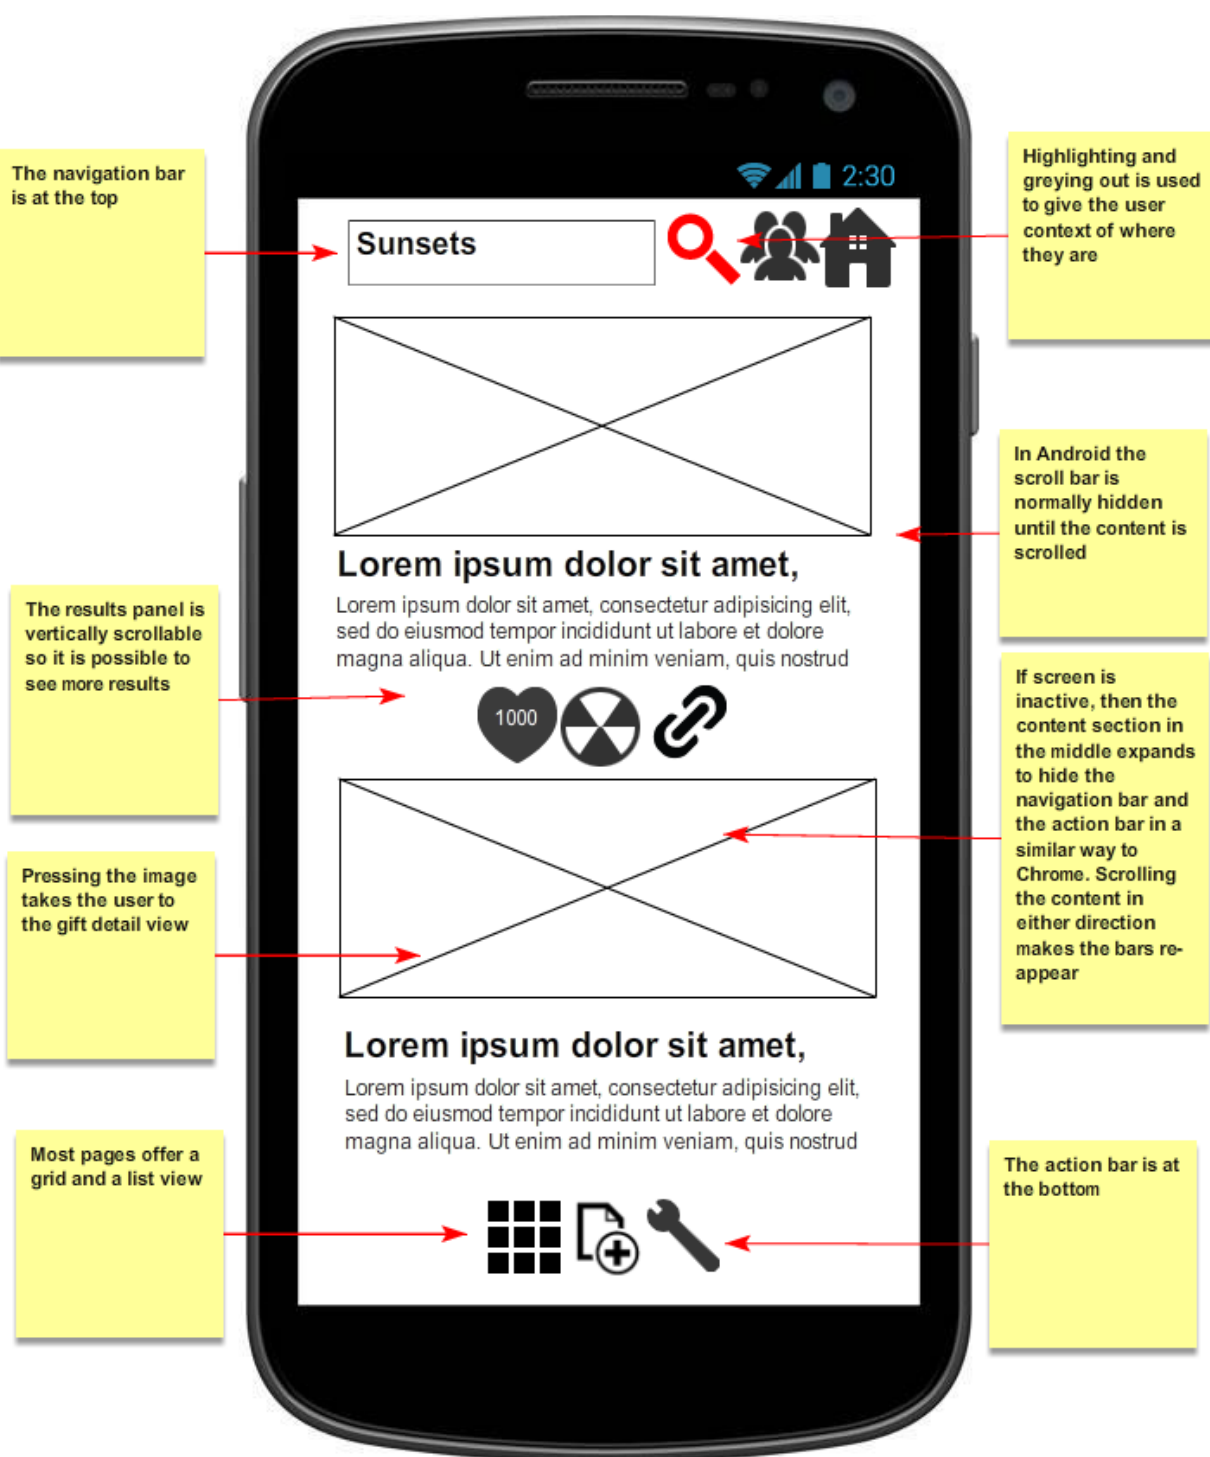 2:30
The navigation bar
is at the top
Highlighting and
greying out is used
to give the user
context of where
they are
Sunsets
In Android the
scroll bar is
normally hidden
until the content is
scrolled
Lorem ipsum dolor sit amet,
Lorem ipsum dolor sit amet, consectetur adipisicing elit,
sed do eiusmod tempor incididunt ut labore et dolore
magna aliqua. Ut enim ad minim veniam, quis nostrud
The results panel is
vertically scrollable
so it is possible to
see more results
1000
If screen is
inactive, then the
content section in
the middle expands
to hide the
navigation bar and
the action bar in a
similar way to
Chrome. Scrolling
the content in
either direction
makes the bars re-
appear
Pressing the image
takes the user to
the gift detail view
Lorem ipsum dolor sit amet,
Lorem ipsum dolor sit amet, consectetur adipisicing elit,
sed do eiusmod tempor incididunt ut labore et dolore
magna aliqua. Ut enim ad minim veniam, quis nostrud
Most pages offer a
grid and a list view
The action bar is at
the bottom